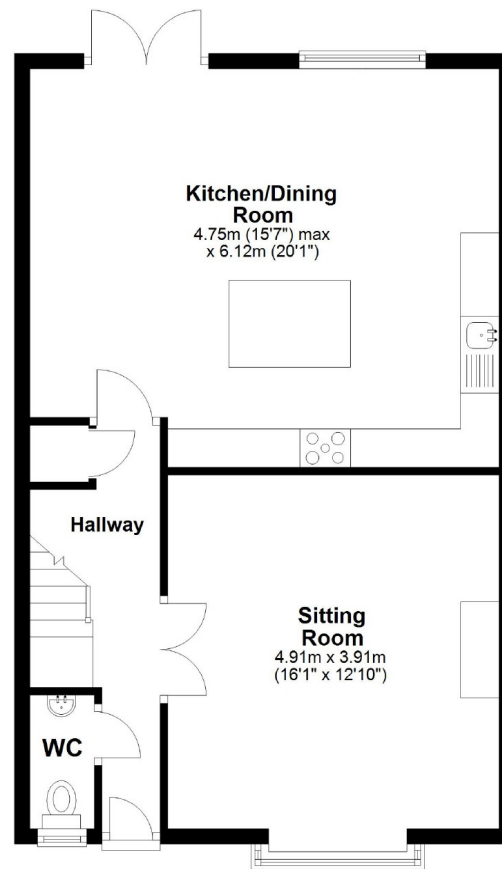 Kitchen/Dining
Room
4.75m (15'7") max
x 6.12m (20'1")
Hallway
Sitting
Room
4.91m x 3.91m
(16'1" x 12'10")
WC